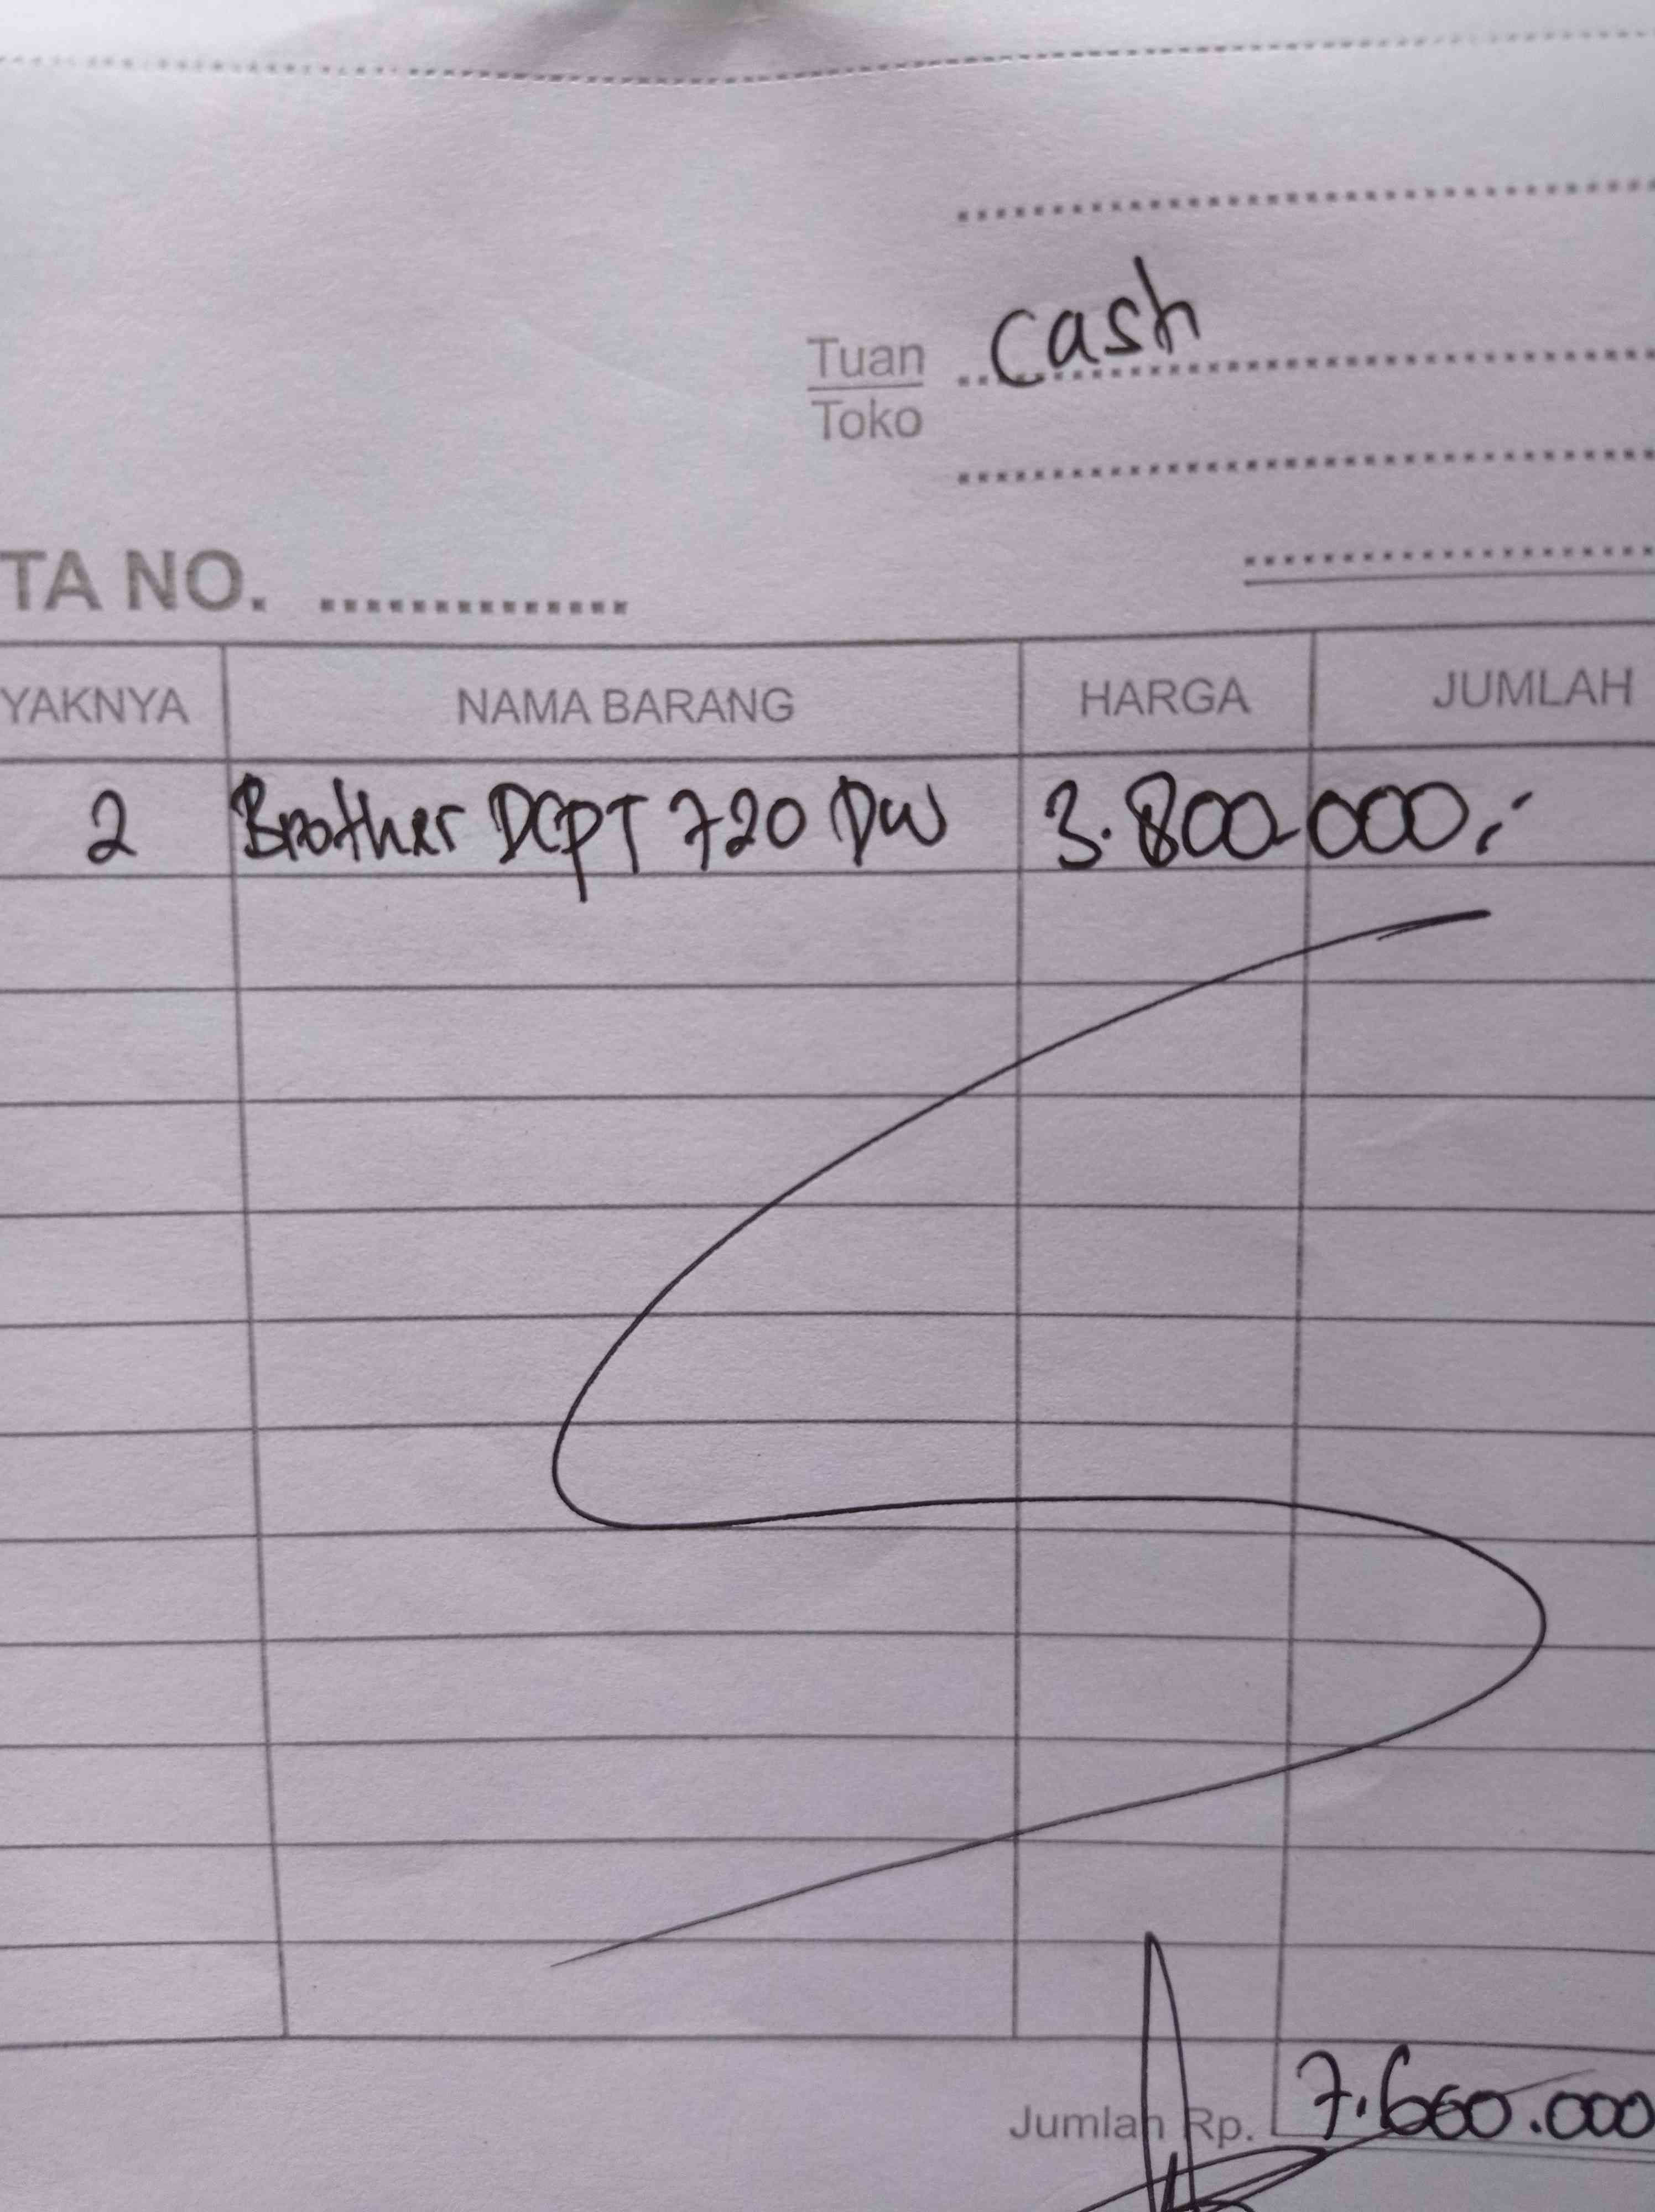 Cash
Tuan
Toko
TA NO. ..............
YAKNYA NAMA BARANG HARGA JUMLAH
2 Brother DCPT 720 DW 3.800.000,-
Jumlah Rp. 7.600.000